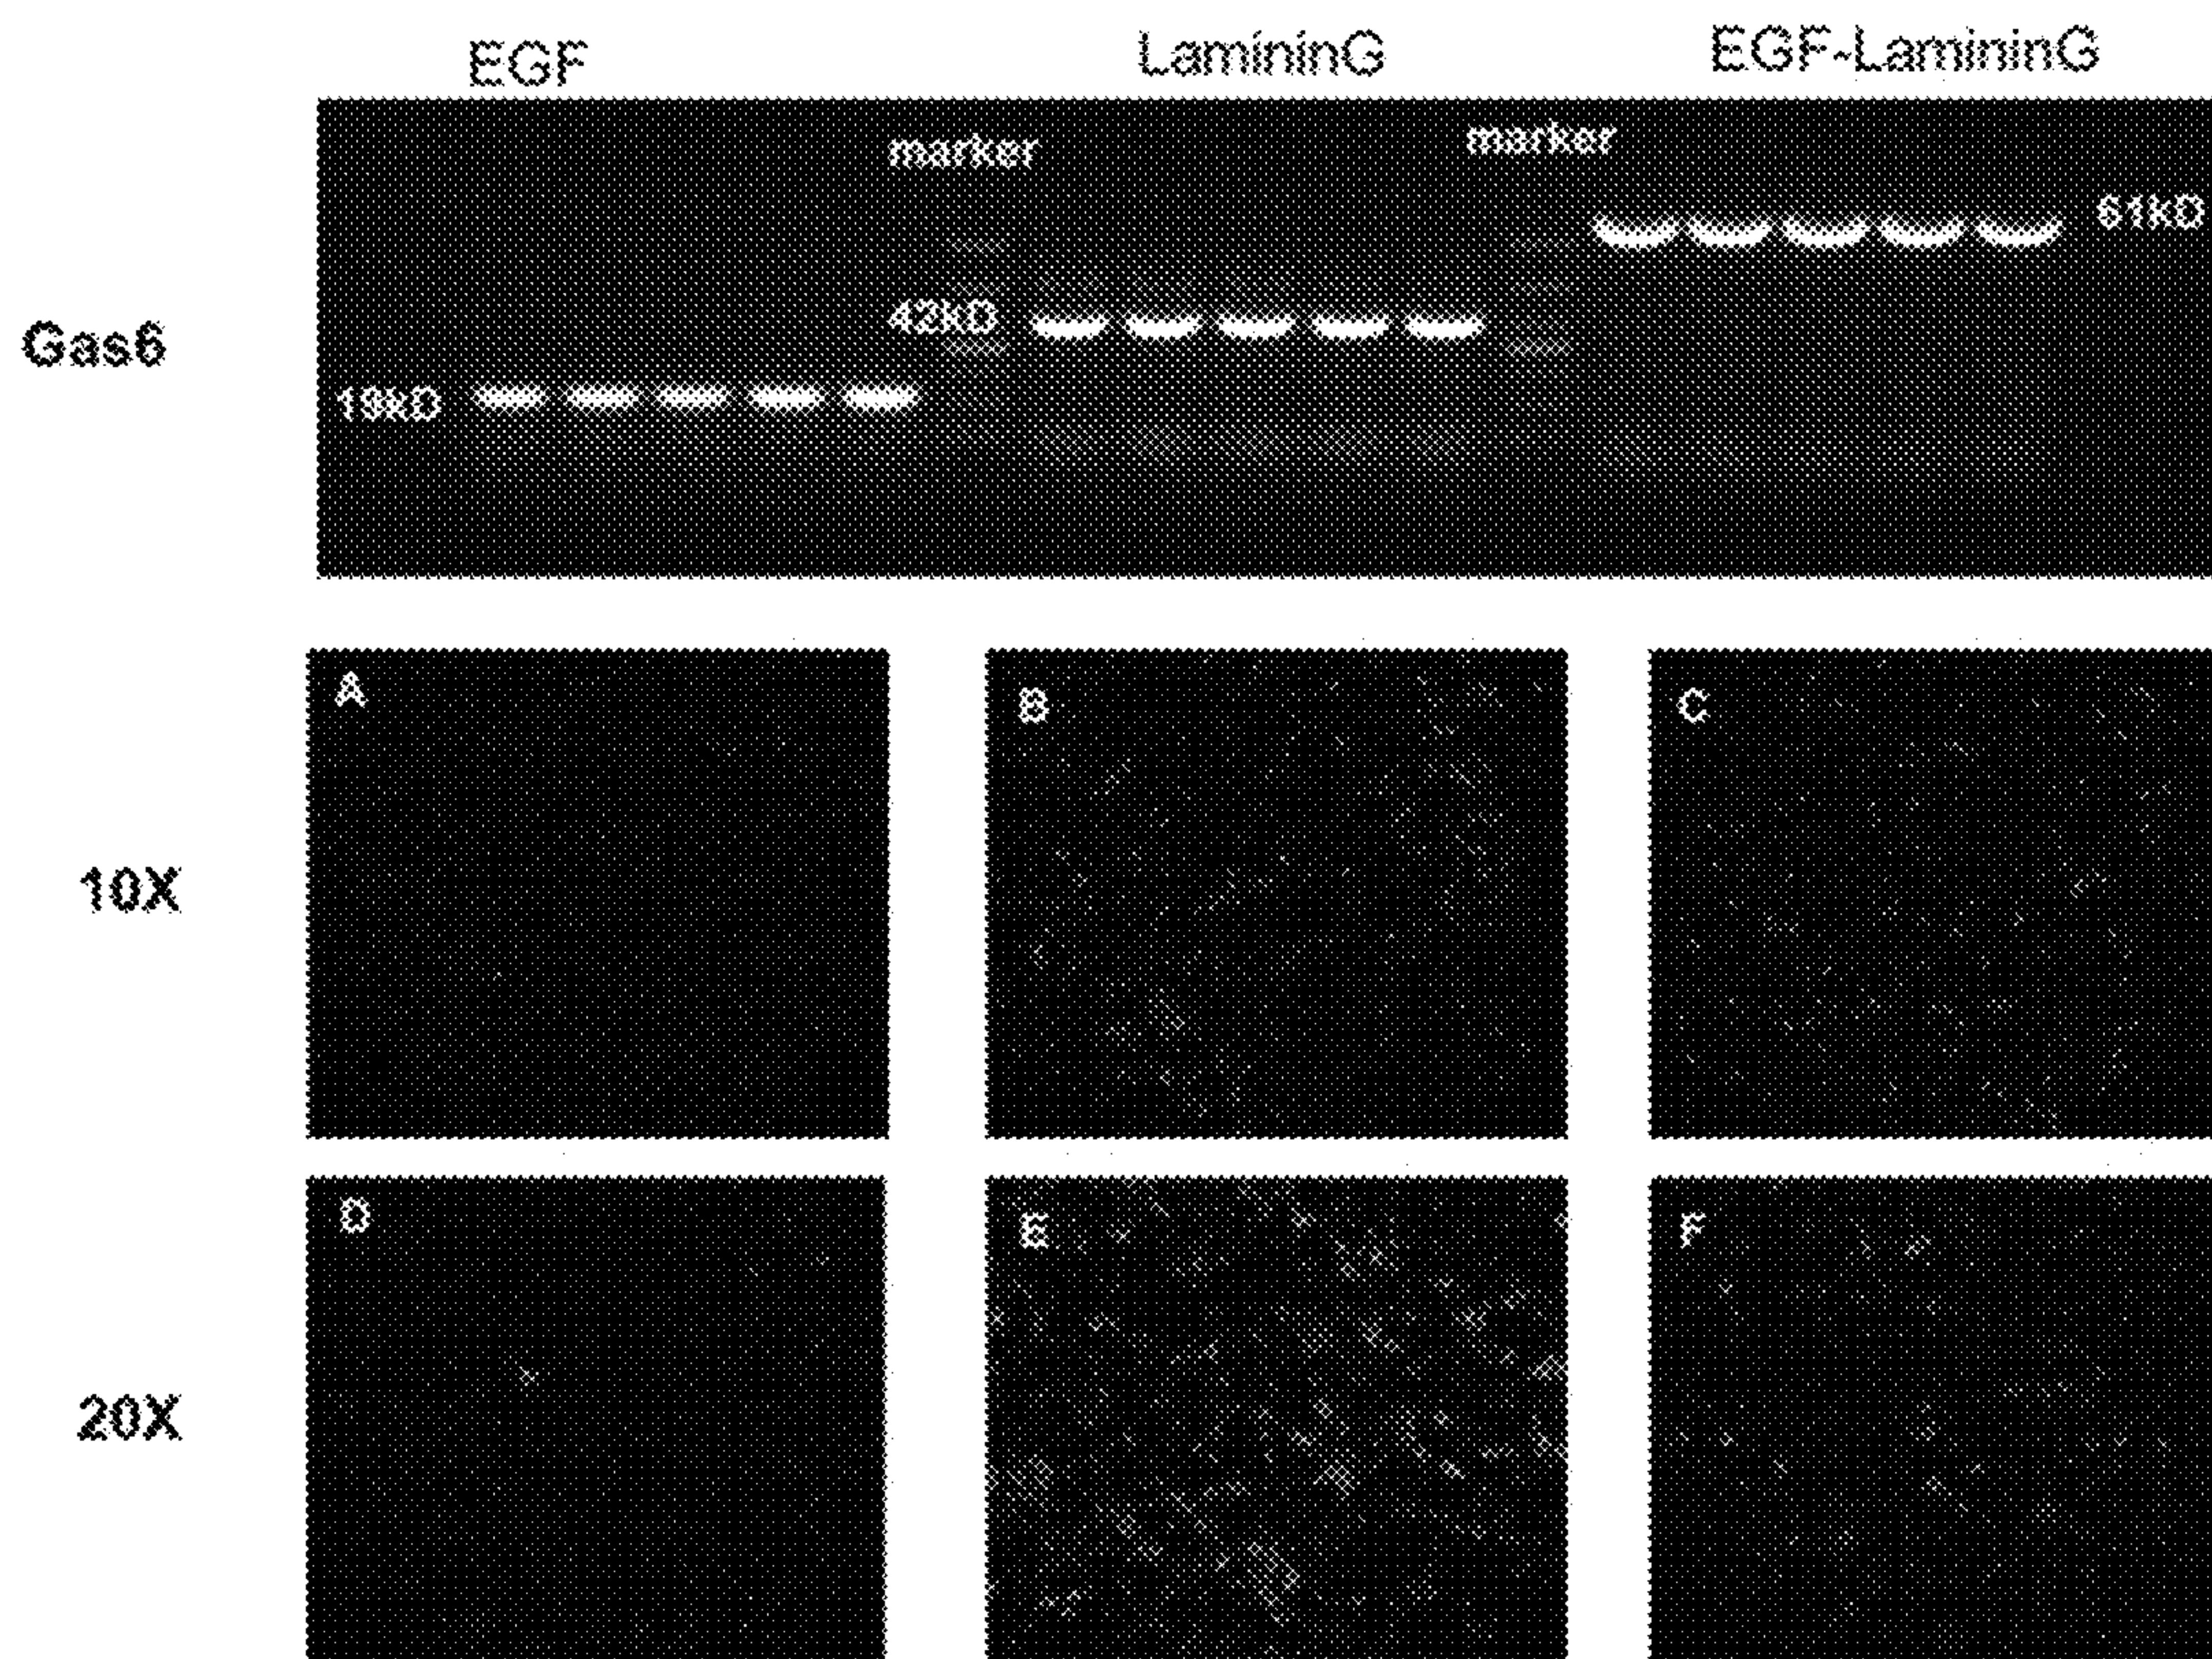 EGF LamininG EGF-LamininG
marker marker
61kD
Gas6
42kD
19kD
A B C
10X
D E F
20X